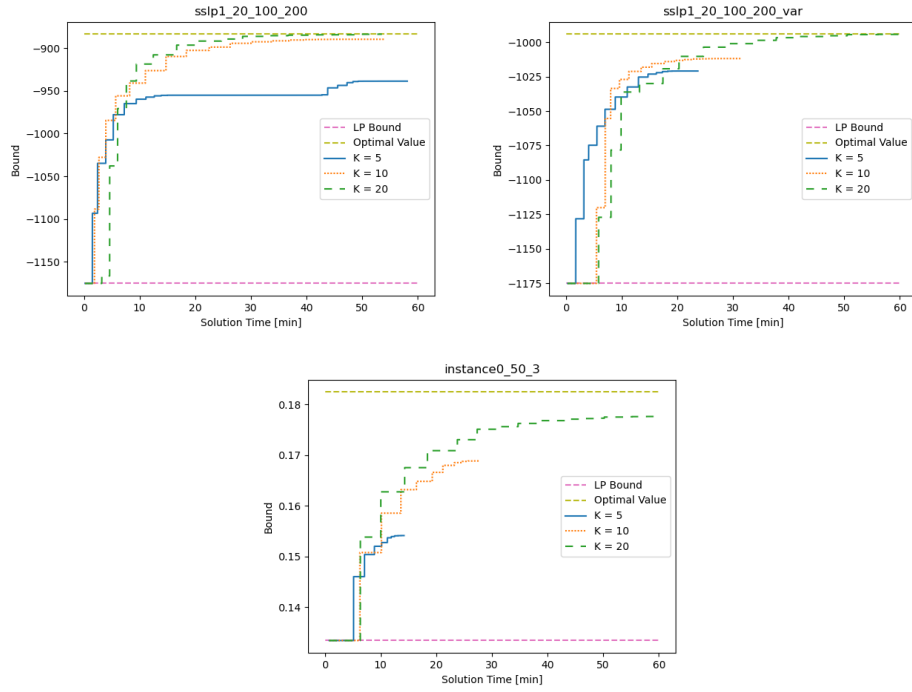 sslp1_20_100_200
−900
−950
−1000
−1050
−1100
−1150
Bound
LP Bound
Optimal Value
K = 5
K = 10
K = 20
0 10 20 30 40 50 60
Solution Time [min]
sslp1_20_100_200_var
−1000
−1025
−1050
−1075
−1100
−1125
−1150
−1175
Bound
LP Bound
Optimal Value
K = 5
K = 10
K = 20
0 10 20 30 40 50 60
Solution Time [min]
instance0_50_3
0.18
0.17
0.16
0.15
0.14
Bound
LP Bound
Optimal Value
K = 5
K = 10
K = 20
0 10 20 30 40 50 60
Solution Time [min]